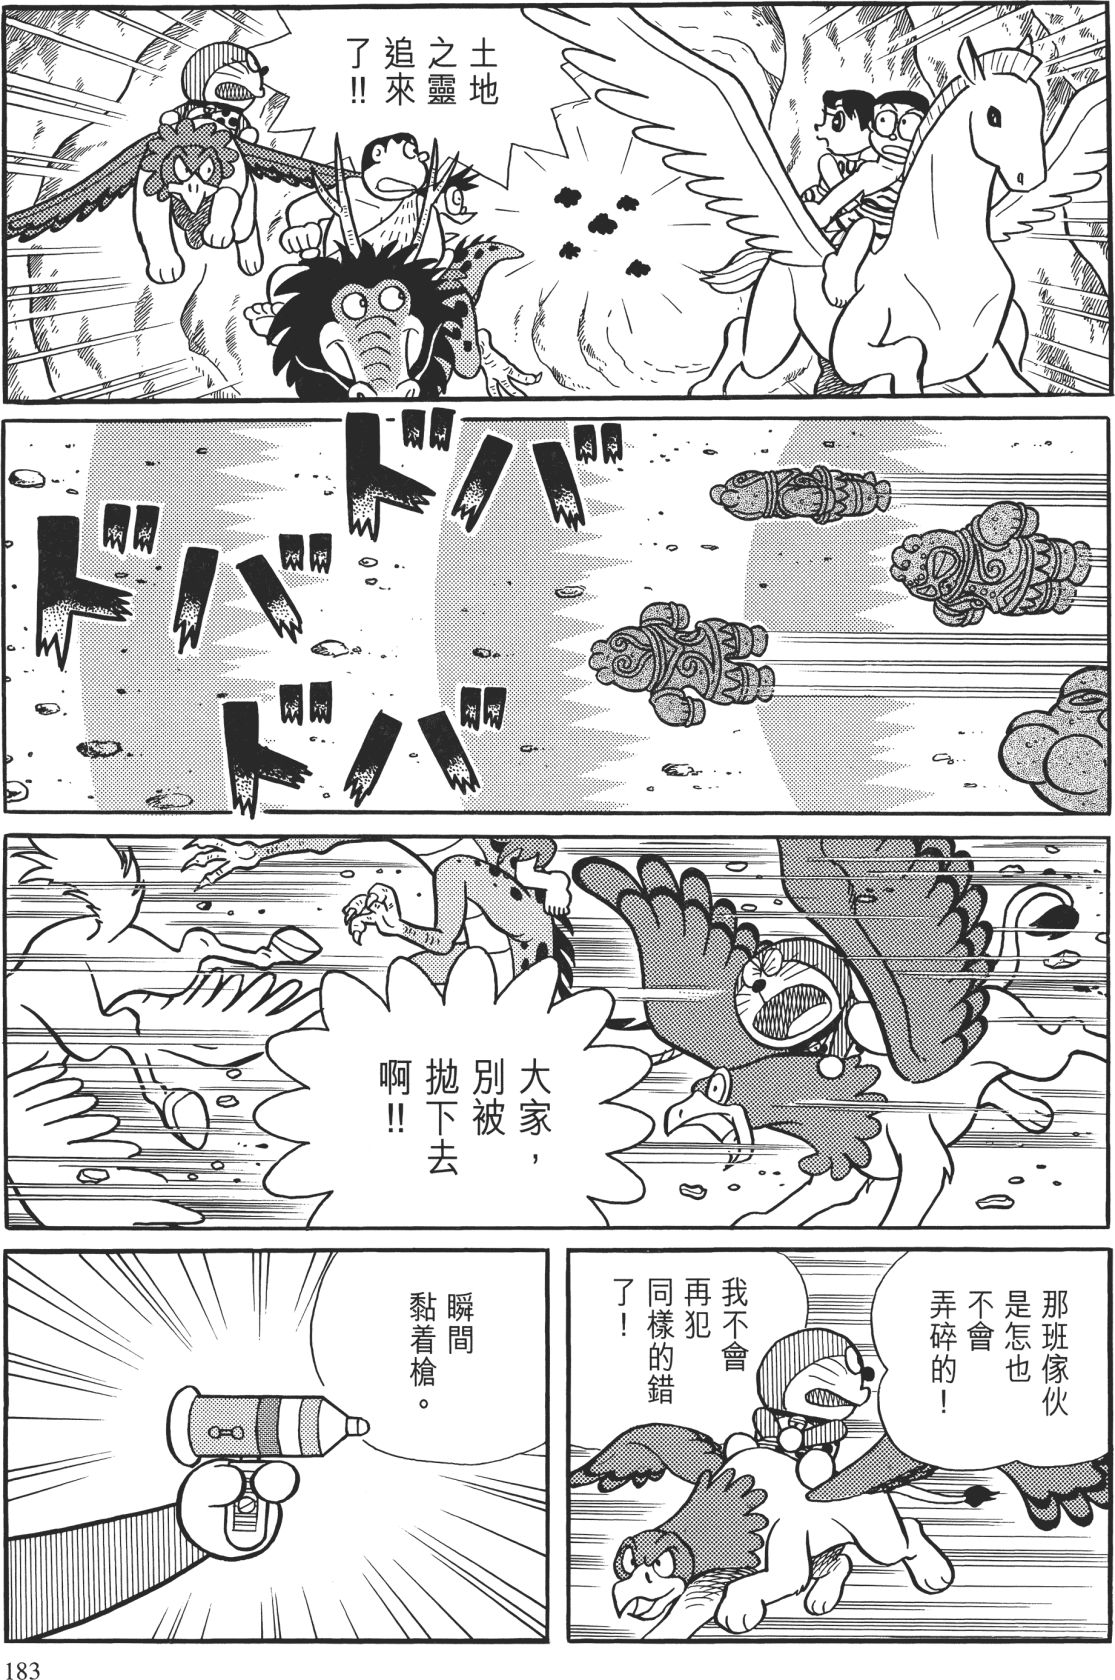 土地
之靈
追來
了!!
ドドドド
バババ
大家，
別被
拋下去
啊!!
那班傢伙
是怎也
不會
弄碎的！
我不會
再犯
同樣的錯
了！
瞬間
黏着槍。
183